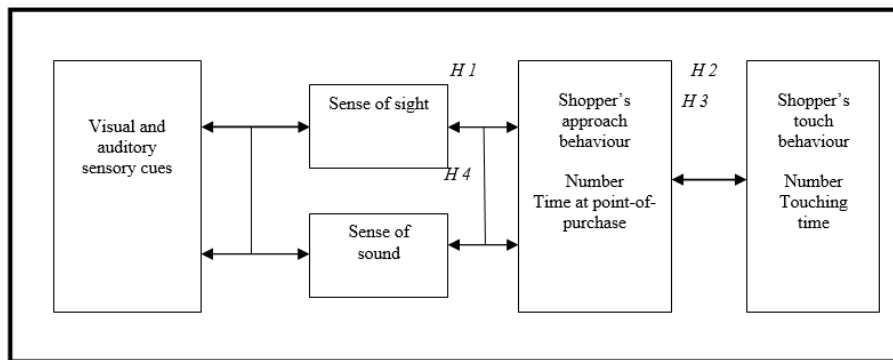 Visual and
auditory
sensory cues
Sense of sight
Sense of
sound
H 1
H 4
Shopper's
approach
behaviour
Number
Time at point-of-
purchase
H 2
H 3
Shopper's
touch
behaviour
Number
Touching
time